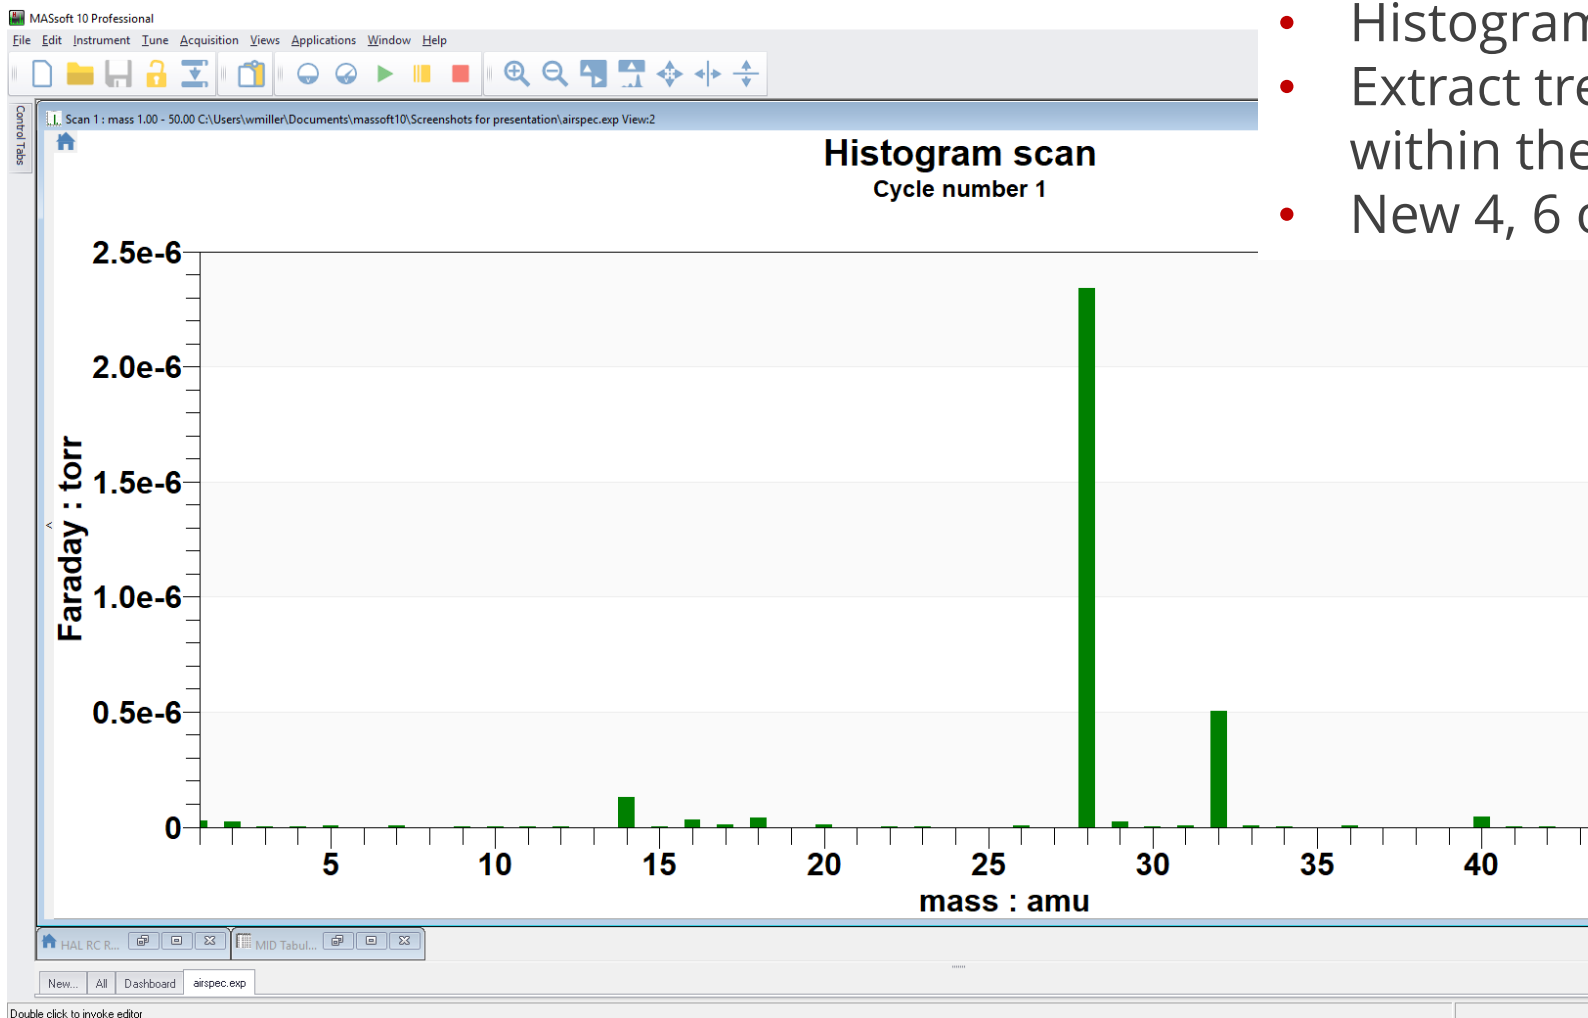 MASsoft 10 Professional
File Edit Instrument Tune Acquisition Views Applications Window Help
Control Tabs
Scan 1 : mass 1.00 - 50.00 C:\Users\wmiller\Documents\massoft10\Screenshots for presentation\airspec.exp View:2
• Histogram
• Extract tre
within the
• New 4, 6
Histogram scan
Cycle number 1
2.5e-6
2.0e-6
1.5e-6
1.0e-6
0.5e-6
0
Faraday : torr
<
5 10 15 20 25 30 35 40
mass : amu
HAL RC R... MID Tabul...
New... All Dashboard airspec.exp
Double click to invoke editor